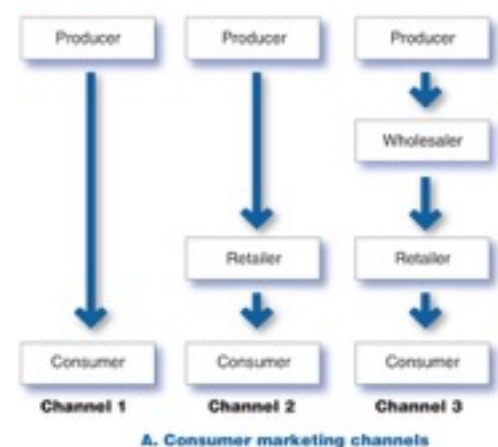 Producer Producer Producer
Wholesaler
Retailer Retailer
Consumer Consumer Consumer
Channel 1 Channel 2 Channel 3
A. Consumer marketing channels